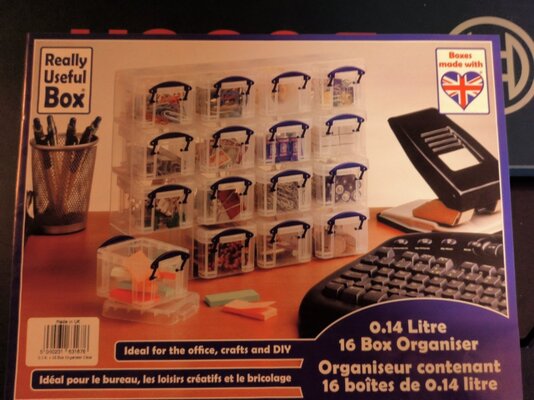 Really
Useful
Box
Boxes
made with
Made in UK
0.14 Litre
16 Box Organiser
Ideal for the office, crafts and DIY
Organiseur contenant
16 boîtes de 0.14 litre
Idéal pour le bureau, les loisirs créatifs et le bricolage